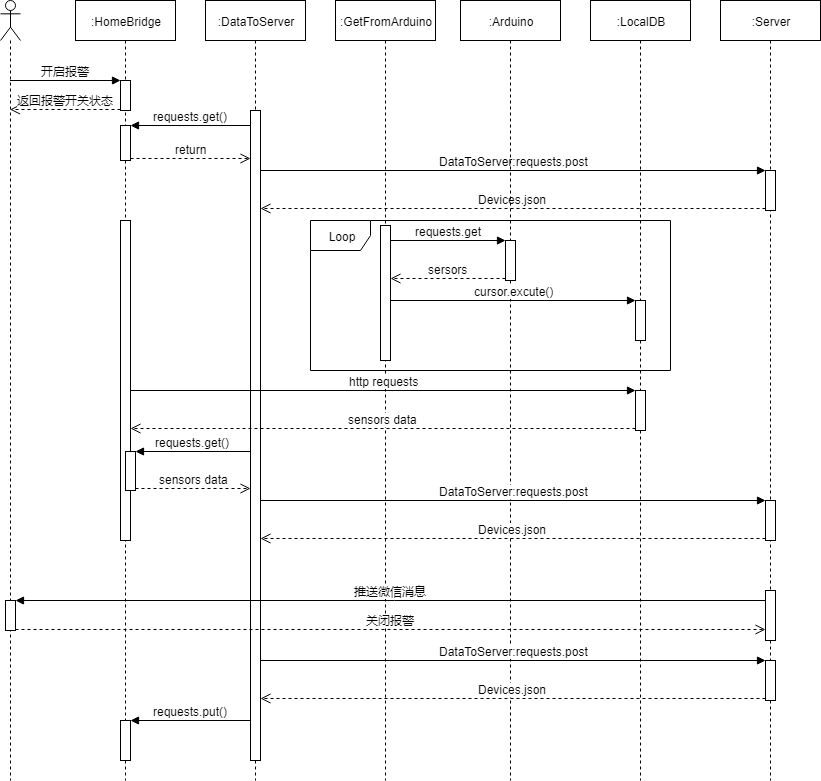 :HomeBridge :DataToServer :GetFromArduino :Arduino :LocalDB :Server
开启报警
返回报警开关状态
requests.get()
return
DataToServer:requests.post
Devices.json
Loop
requests.get
sersors
cursor.excute()
http requests
sensors data
requests.get()
sensors data
DataToServer:requests.post
Devices.json
推送微信消息
关闭报警
DataToServer:requests.post
Devices.json
requests.put()